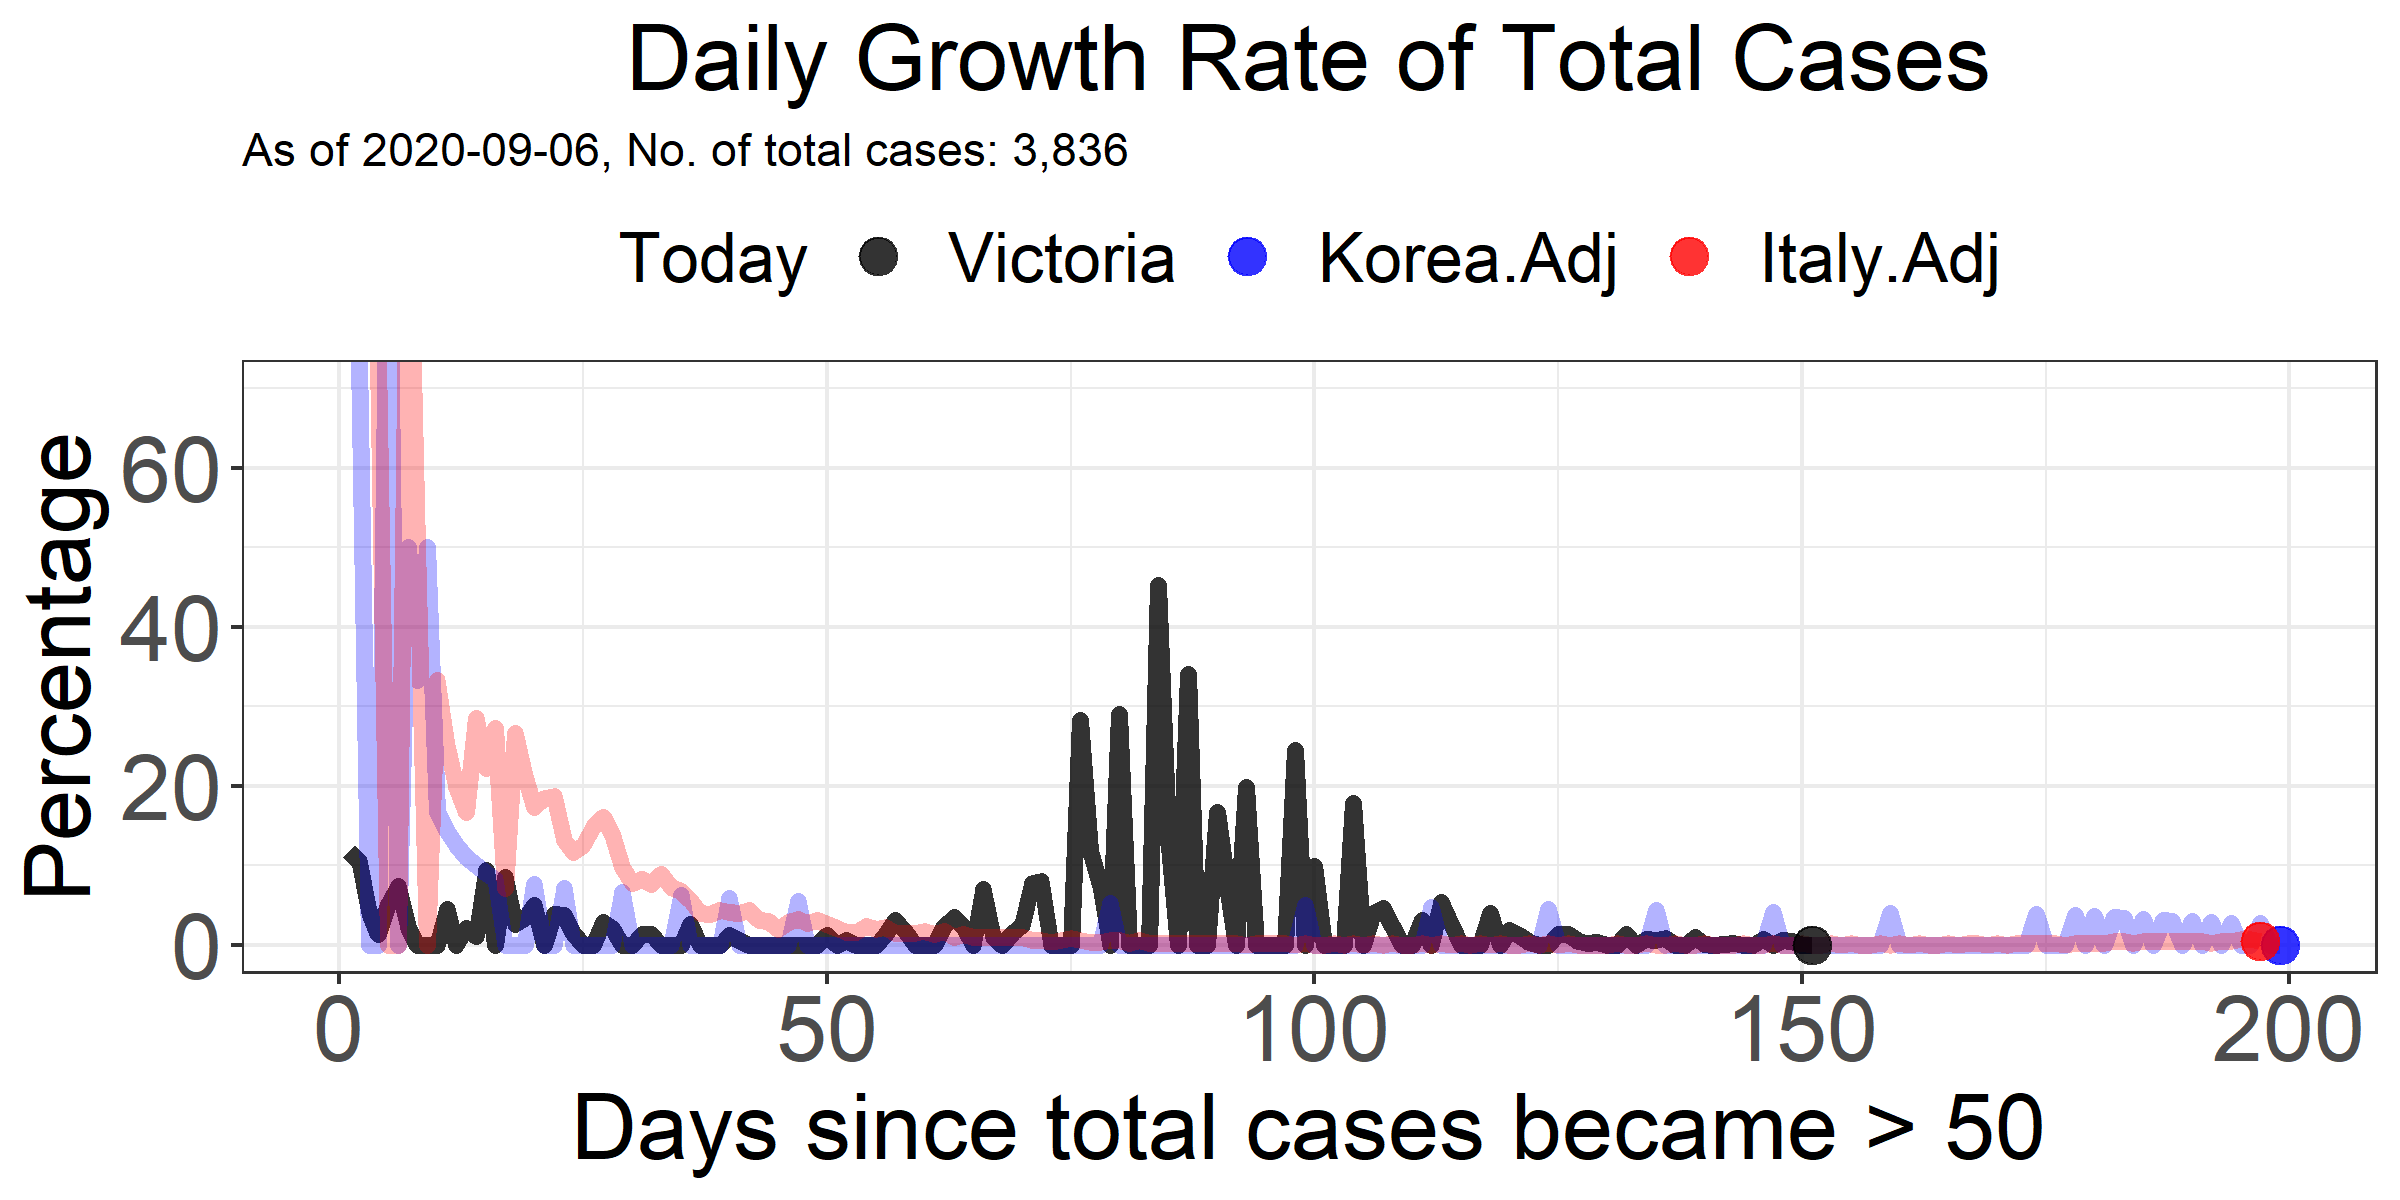 Daily Growth Rate of Total Cases
As of 2020-09-06, No. of total cases: 3,836
Today Victoria Korea.Adj Italy.Adj
Percentage
60
40
20
0
0 50 100 150 200
Days since total cases became > 50